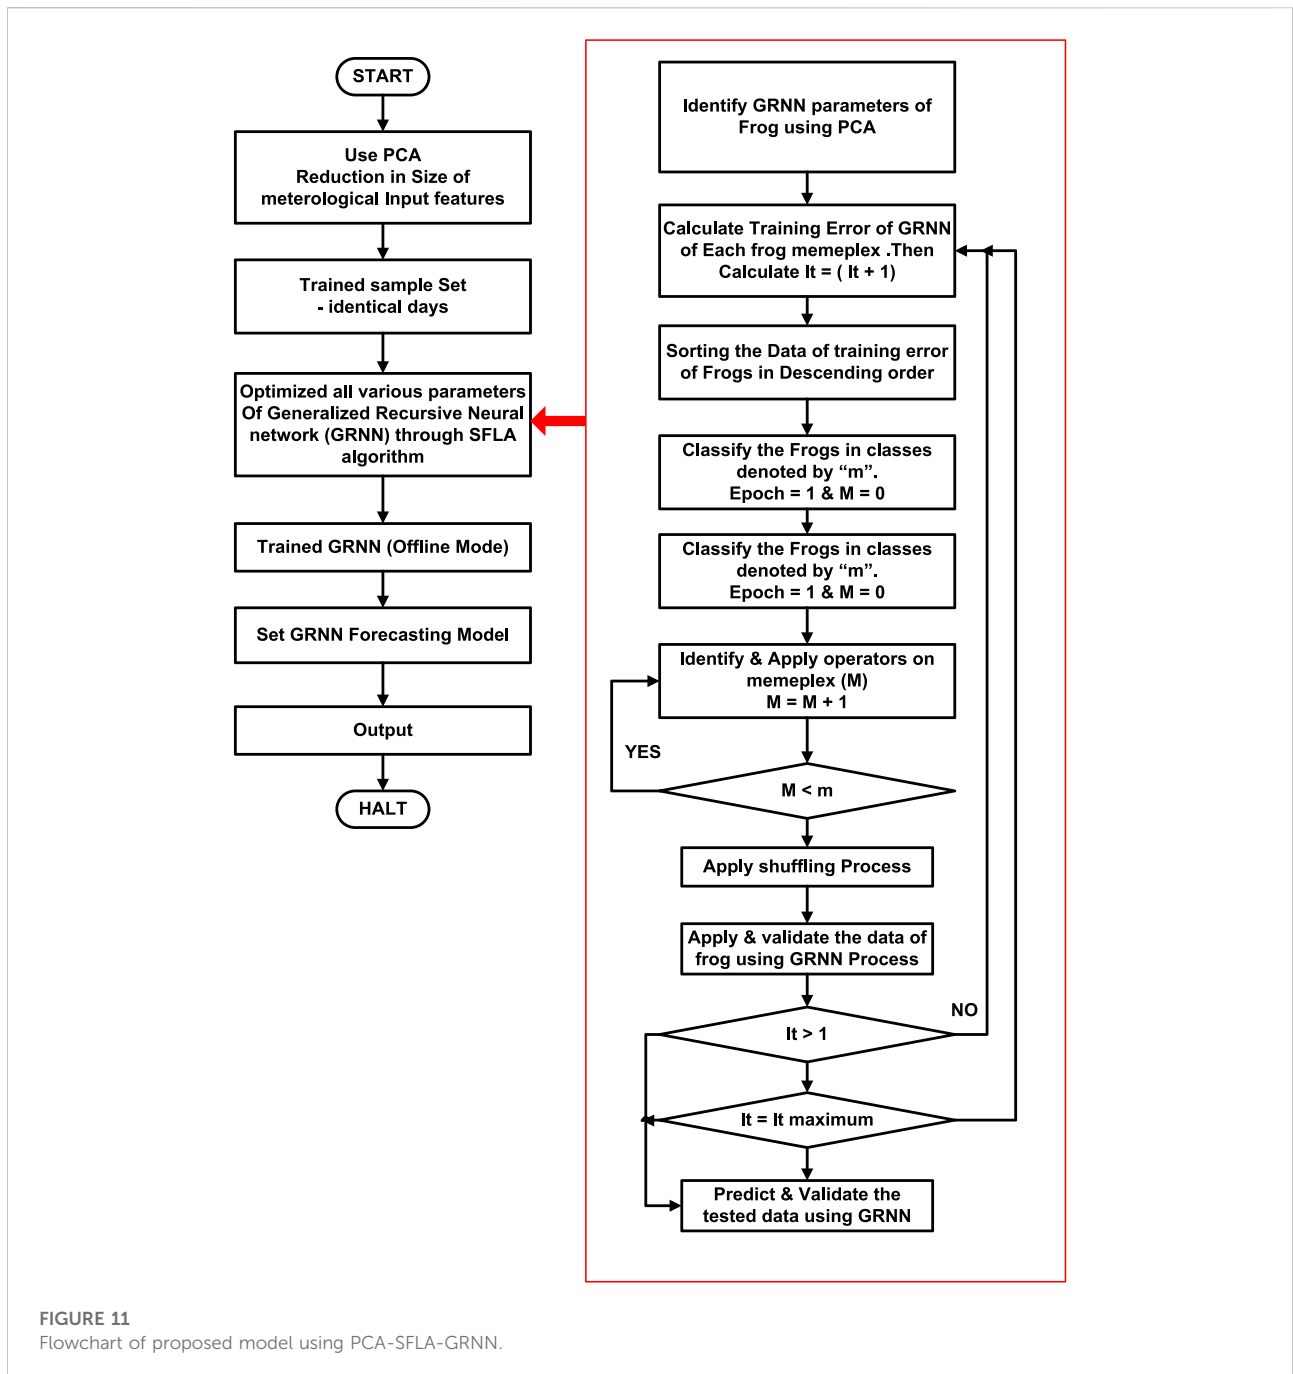 START
Use PCA
Reduction in Size of
meterological Input features
Trained sample Set
- identical days
Optimized all various parameters
Of Generalized Recursive Neural
network (GRNN) through SFLA
algorithm
Trained GRNN (Offline Mode)
Set GRNN Forecasting Model
Output
HALT
Identify GRNN parameters of
Frog using PCA
Calculate Training Error of GRNN
of Each frog memeplex .Then
Calculate It = ( It + 1)
Sorting the Data of training error
of Frogs in Descending order
Classify the Frogs in classes
denoted by “m”.
Epoch = 1 & M = 0
Classify the Frogs in classes
denoted by “m”.
Epoch = 1 & M = 0
Identify & Apply operators on
memeplex (M)
M = M + 1
YES
M < m
Apply shuffling Process
Apply & validate the data of
frog using GRNN Process
NO
It > 1
It = It maximum
Predict & Validate the
tested data using GRNN
FIGURE 11
Flowchart of proposed model using PCA-SFLA-GRNN.